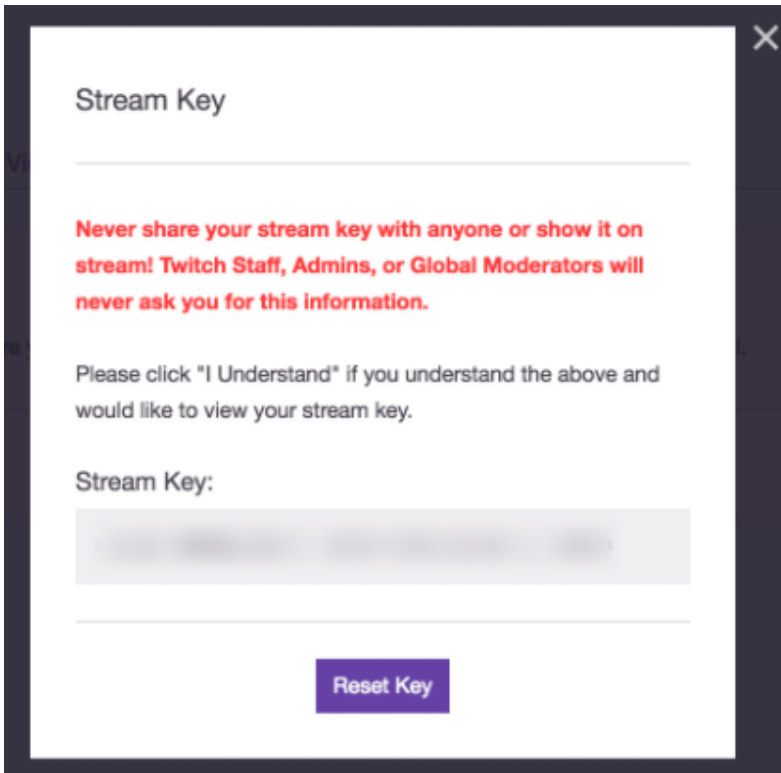 Stream Key
Never share your stream key with anyone or show it on
stream! Twitch Staff, Admins, or Global Moderators will
never ask you for this information.
Please click "I Understand" if you understand the above and
would like to view your stream key.
Stream Key:
Reset Key